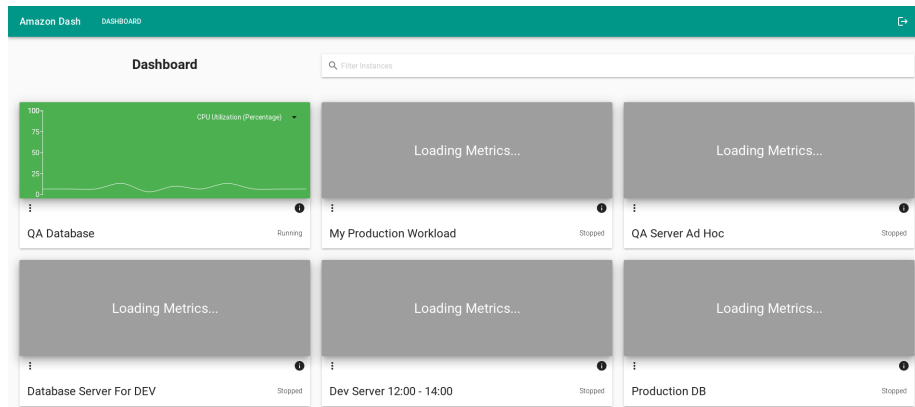 Amazon Dash DASHBOARD
Dashboard
Filter Instances
100
75
50
25
0
CPU Utilization (Percentage)
QA Database Running
Loading Metrics...
My Production Workload Stopped
Loading Metrics...
QA Server Ad Hoc Stopped
Loading Metrics...
Database Server For DEV Stopped
Loading Metrics...
Dev Server 12:00 - 14:00 Stopped
Loading Metrics...
Production DB Stopped